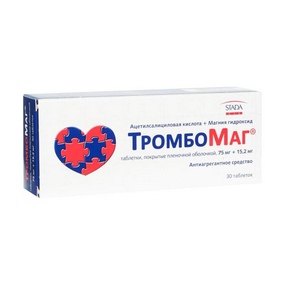 STADA
Ацетилсалициловая кислота + Магния гидроксид
ТромбоМаг®
таблетки, покрытые пленочной оболочкой, 75 мг + 15,2 мг
Антиагрегантное средство
30 таблеток